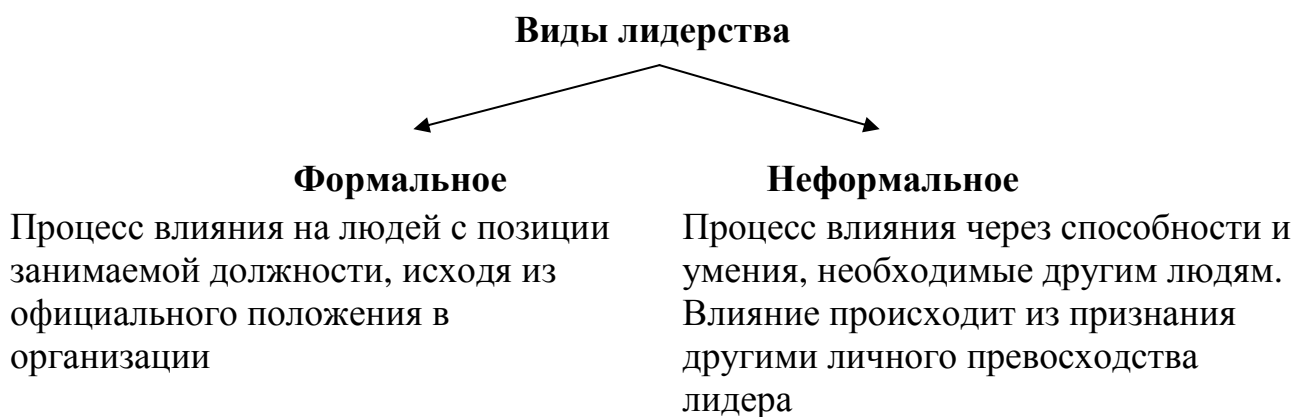 Виды лидерства
Формальное
Процесс влияния на людей с позиции
занимаемой должности, исходя из
официального положения в
организации
Неформальное
Процесс влияния через способности и
умения, необходимые другим людям.
Влияние происходит из признания
другими личного превосходства
лидера